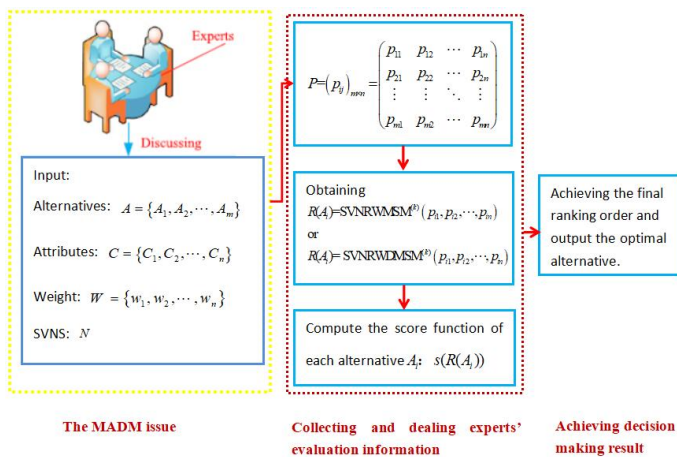 Experts
Discussing
Input:
Alternatives: A = {A₁, A₂, ⋯, Aₘ}
Attributes: C = {C₁, C₂, ⋯, Cₙ}
Weight: W = {w₁, w₂, ⋯, wₙ}
SVNS: N
P=(pᵢⱼ)ₘ×ₙ =
p₁₁ p₁₂ ⋯ p₁ₙ
p₂₁ p₂₂ ⋯ p₂ₙ
⋮ ⋮ ⋱ ⋮
pₘ₁ pₘ₂ ⋯ pₘₙ
Obtaining
R(Aᵢ)=SVNRWMSM⁽ᵏ⁾(pᵢ₁, pᵢ₂, ⋯, pᵢₙ)
or
R(Aᵢ)=SVNRWDMSM⁽ᵏ⁾(pᵢ₁, pᵢ₂, ⋯, pᵢₙ)
Compute the score function of
each alternative Aᵢ: s(R(Aᵢ))
Achieving the final
ranking order and
output the optimal
alternative.
The MADM issue
Collecting and dealing experts’
evaluation information
Achieving decision
making result